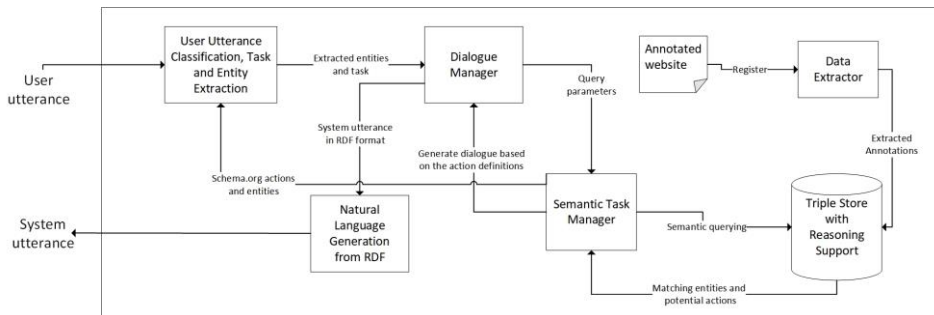 User
utterance
User Utterance
Classification, Task
and Entity
Extraction
Extracted entities
and task
Dialogue
Manager
Query
parameters
Annotated
website
Register
Data
Extractor
Extracted
Annotations
System utterance
in RDF format
Generate dialogue based
on the action definitions
Schema.org actions
and entities
System
utterance
Natural
Language
Generation
from RDF
Semantic Task
Manager
Semantic querying
Triple Store
with
Reasoning
Support
Matching entities and
potential actions